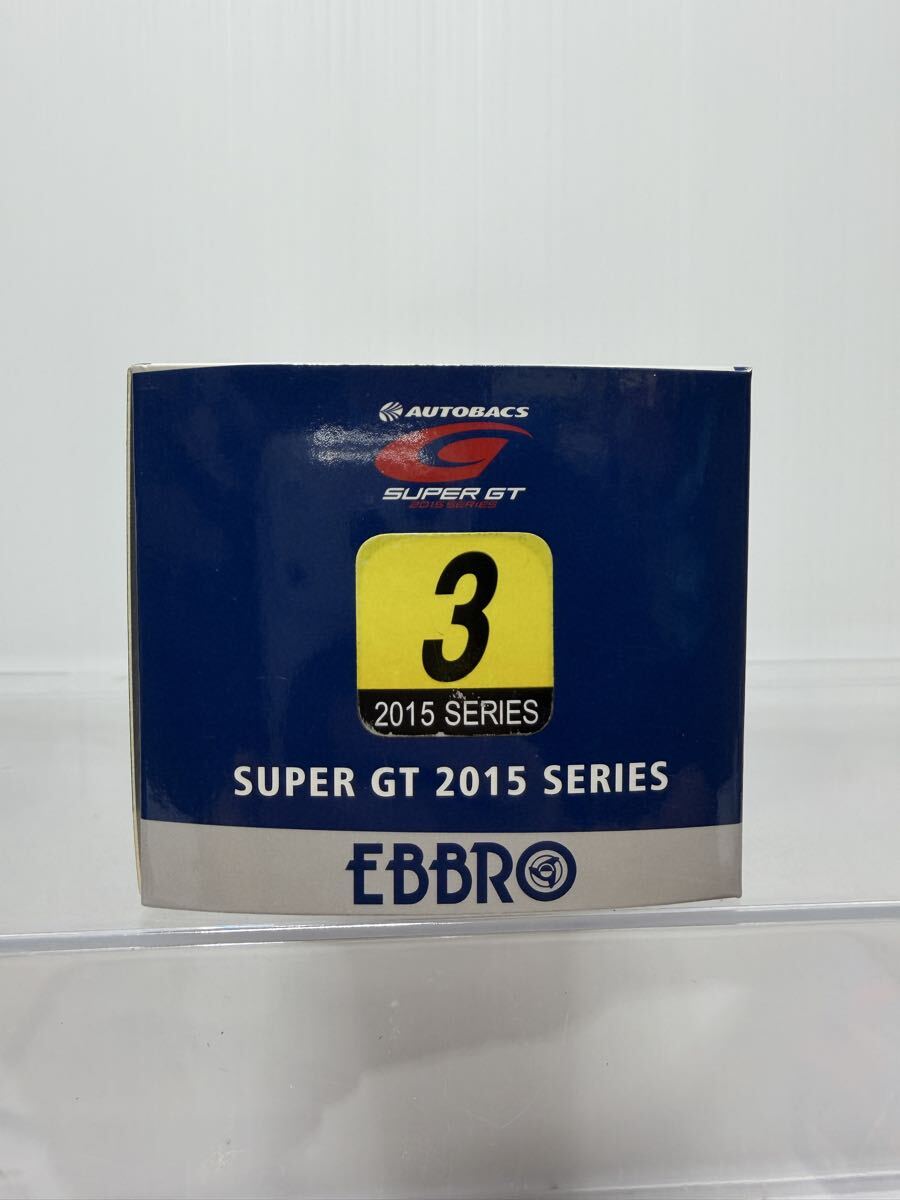 AUTOBACS
SUPER GT
2015 SERIES
3
2015 SERIES
SUPER GT 2015 SERIES
EBBRO